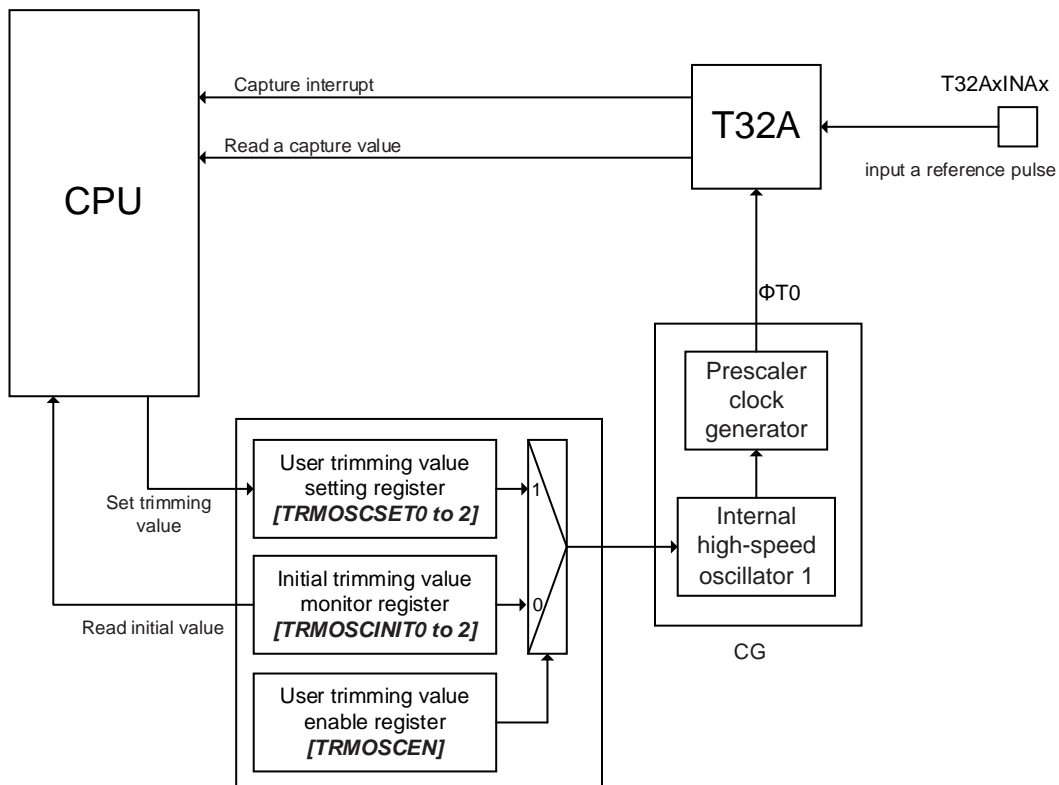 Capture interrupt
Read a capture value
CPU
T32A
T32AxINAx
input a reference pulse
ΦT0
Prescaler
clock
generator
Internal
high-speed
oscillator 1
CG
Set trimming
value
Read initial value
User trimming value
setting register
[TRMOSCSET0 to 2]
1
Initial trimming value
monitor register
[TRMOSCINIT0 to 2]
0
User trimming value
enable register
[TRMOSCEN]